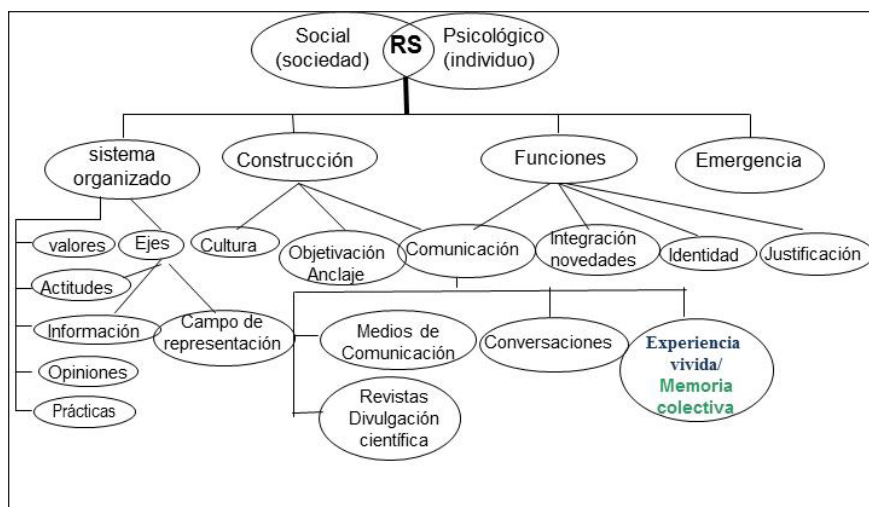 Social
(sociedad)
RS
Psicológico
(individuo)
sistema
organizado
Construcción
Funciones
Emergencia
valores
Ejes
Cultura
Objetivación
Anclaje
Comunicación
Integración
novedades
Identidad
Justificación
Actitudes
Información
Campo de
representación
Medios de
Comunicación
Conversaciones
Experiencia
vivida/
Memoria
colectiva
Opiniones
Prácticas
Revistas
Divulgación
científica